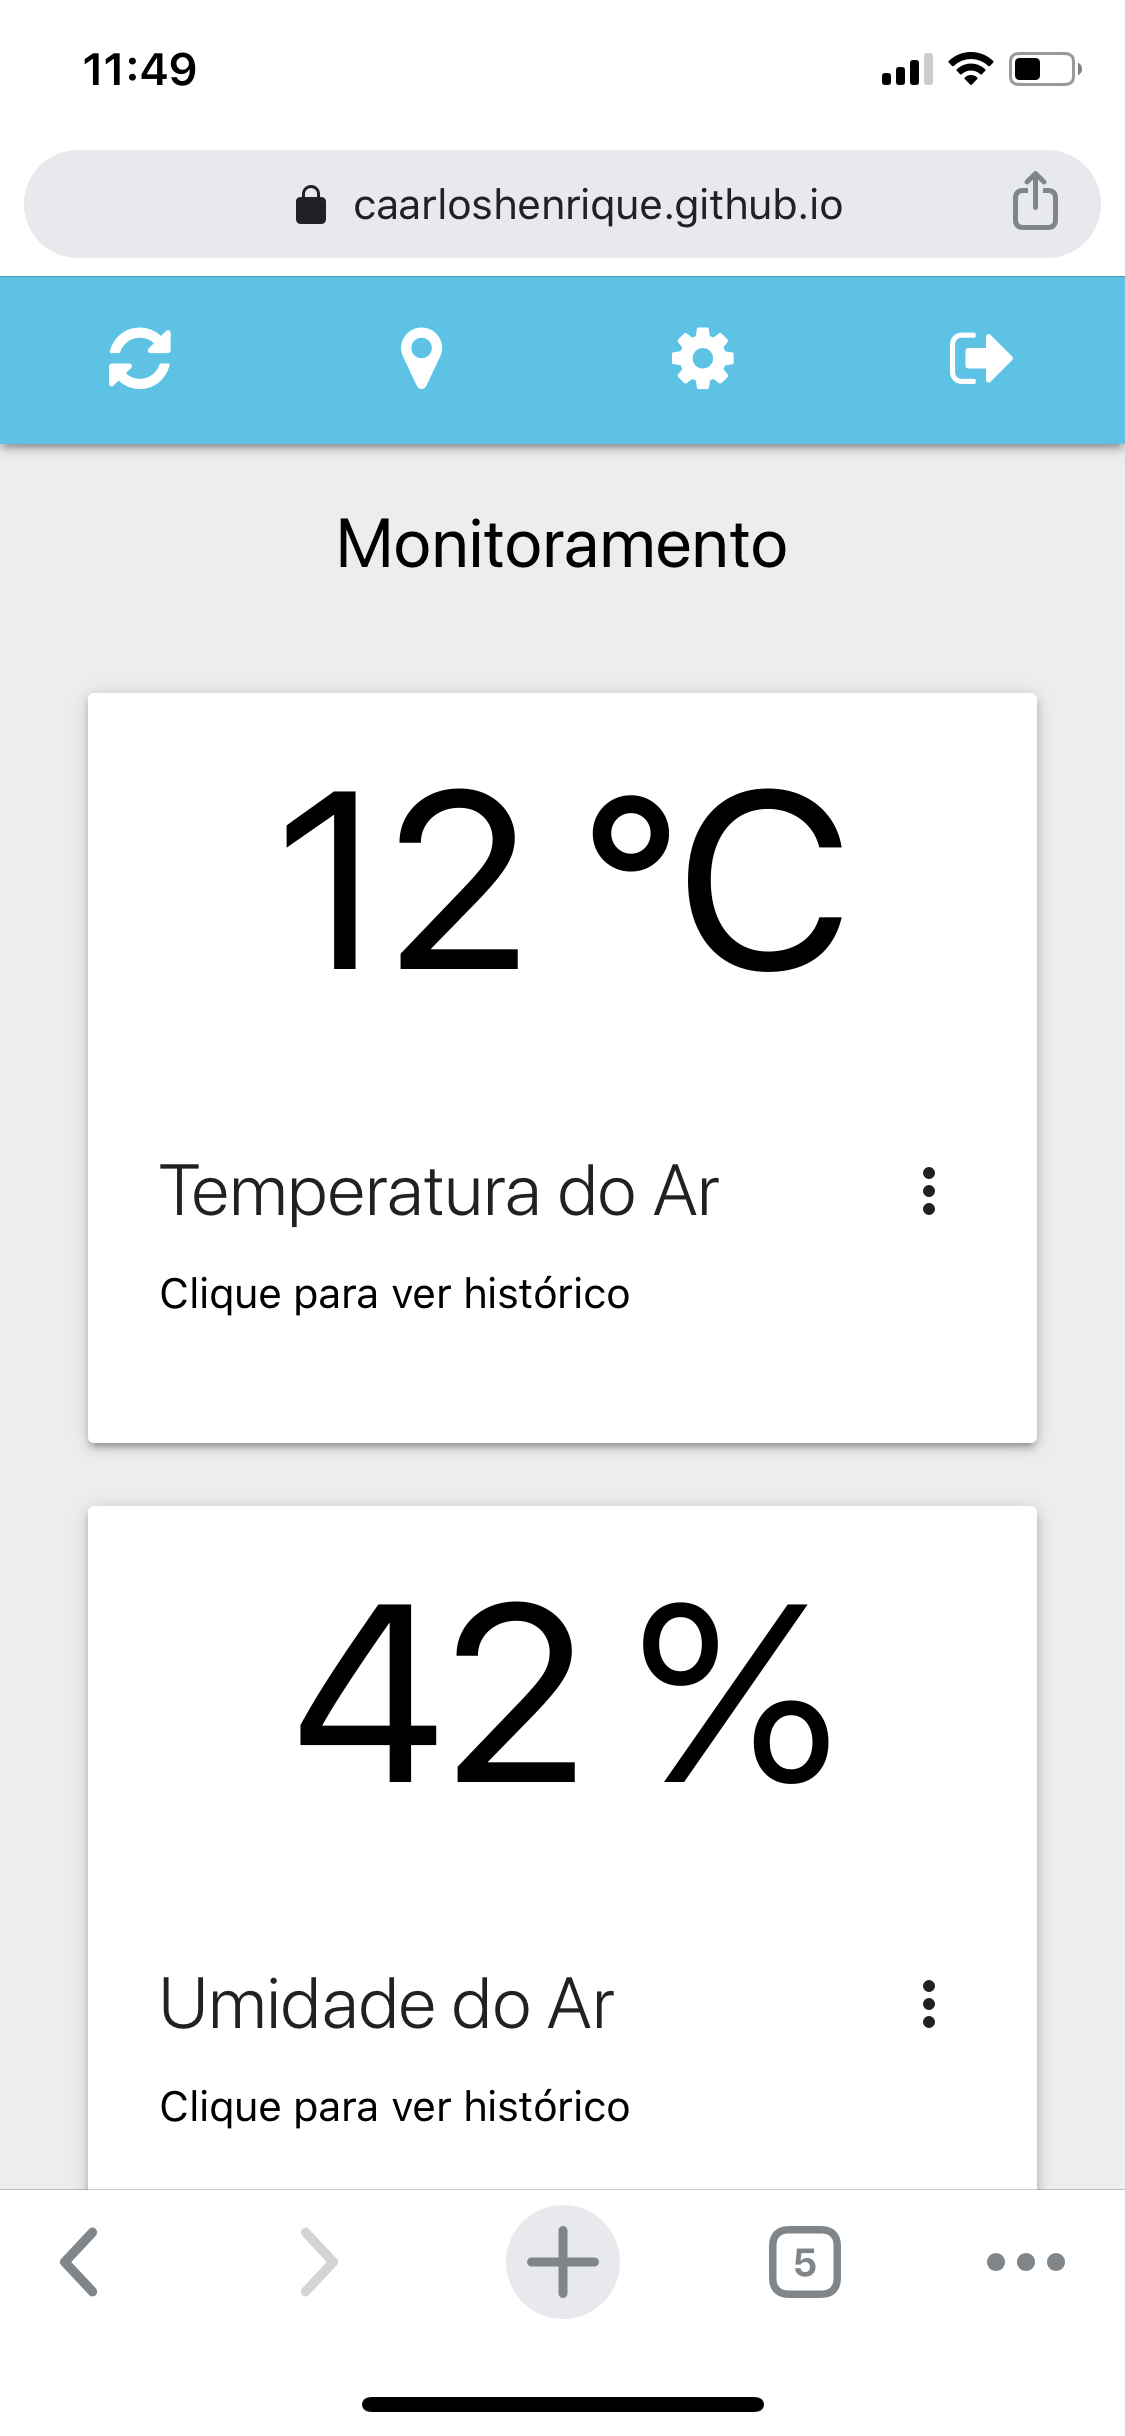 11:49
caarloshenrique.github.io
Monitoramento
12 °C
Temperatura do Ar
Clique para ver histórico
42 %
Umidade do Ar
Clique para ver histórico
5